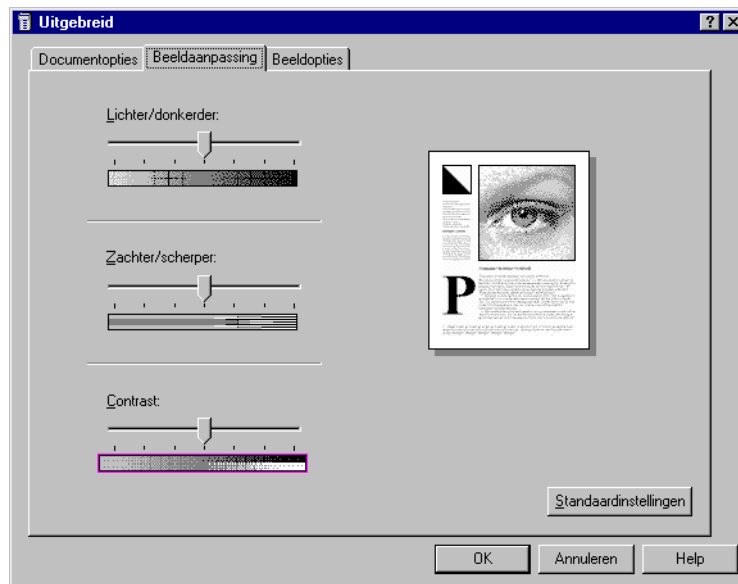 Uitgebreid
Documentopties Beeldaanpassing Beeldopties
Lichter/donkerder:
Zachter/scherper:
Contrast:
P
Standaardinstellingen
OK Annuleren Help